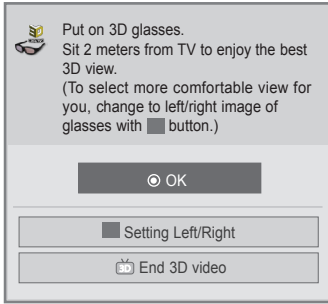 Put on 3D glasses.
Sit 2 meters from TV to enjoy the best
3D view.
(To select more comfortable view for
you, change to left/right image of
glasses with button.)
OK
Setting Left/Right
3D End 3D video